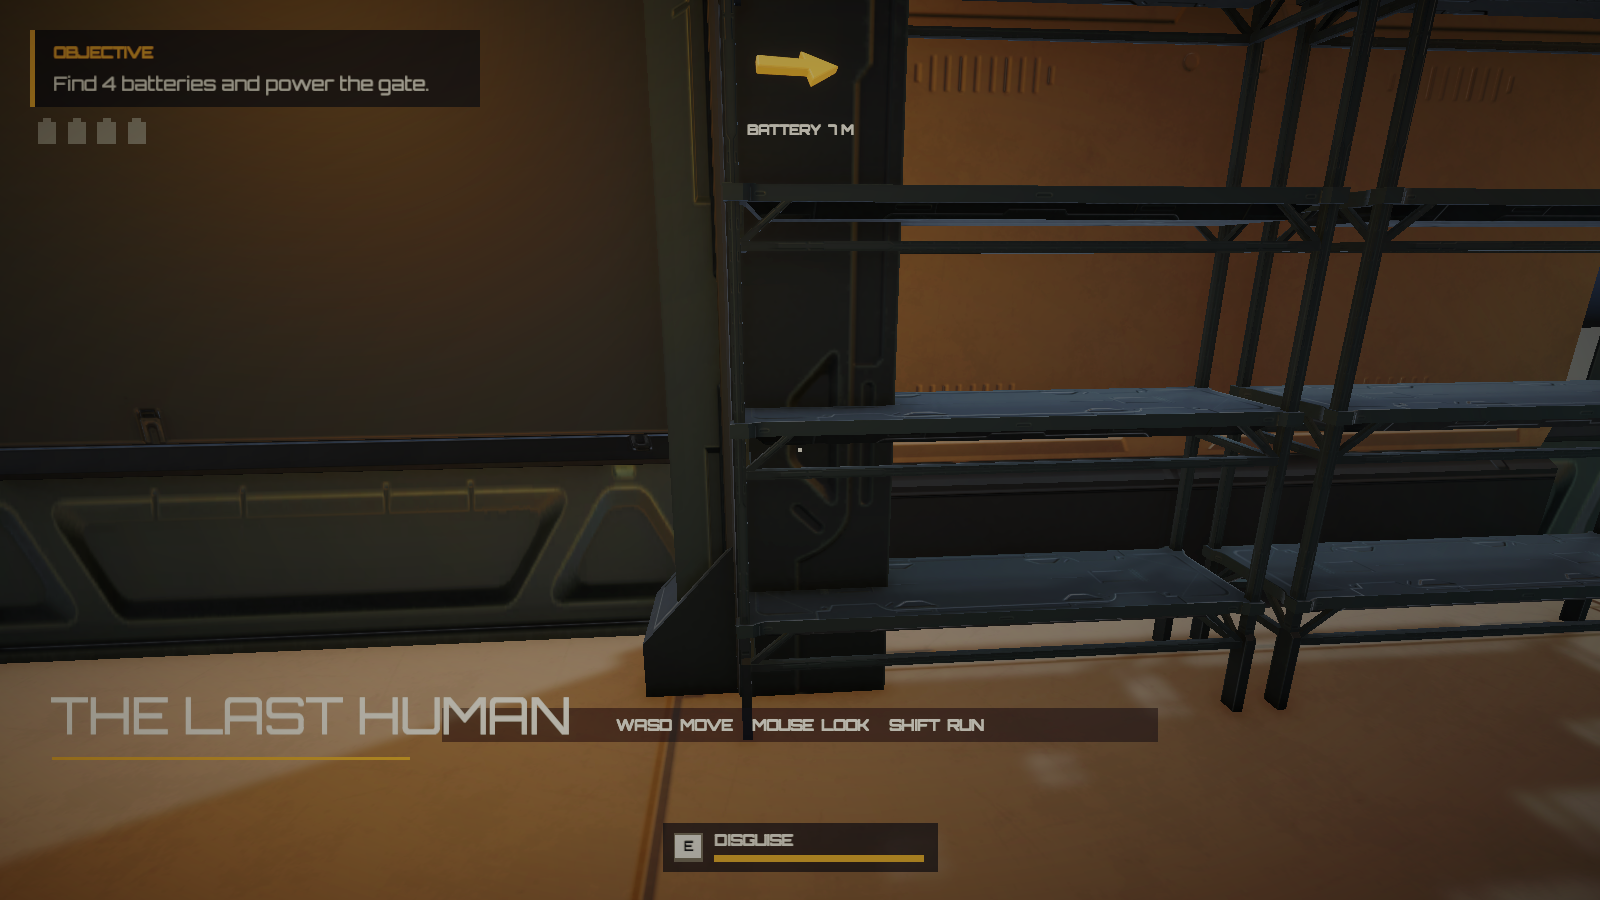 OBJECTIVE
Find 4 batteries and power the gate.
BATTERY 7 M
THE LAST HUMAN
WASD MOVE MOUSE LOOK SHIFT RUN
E DISGUISE